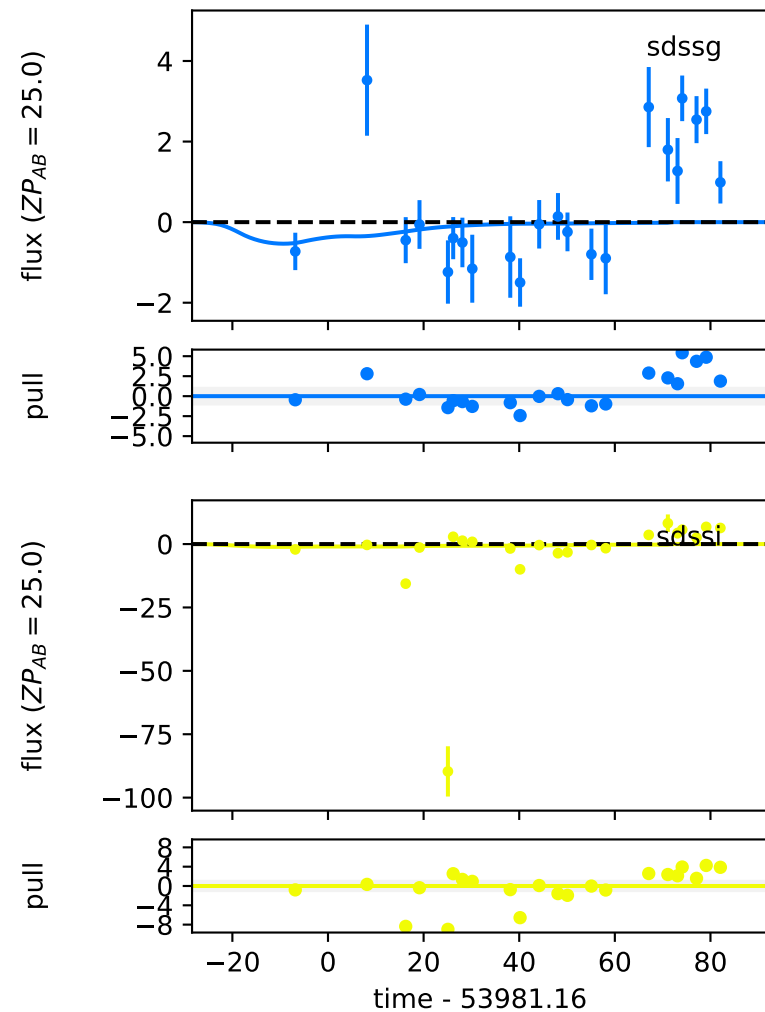 sdssg
4
2
0
−2
flux (ZP_AB = 25.0)
5.0
2.5
0.0
−2.5
−5.0
pull
sdssi
0
−25
−50
−75
−100
flux (ZP_AB = 25.0)
8
4
0
−4
−8
pull
−20 0 20 40 60 80
time - 53981.16